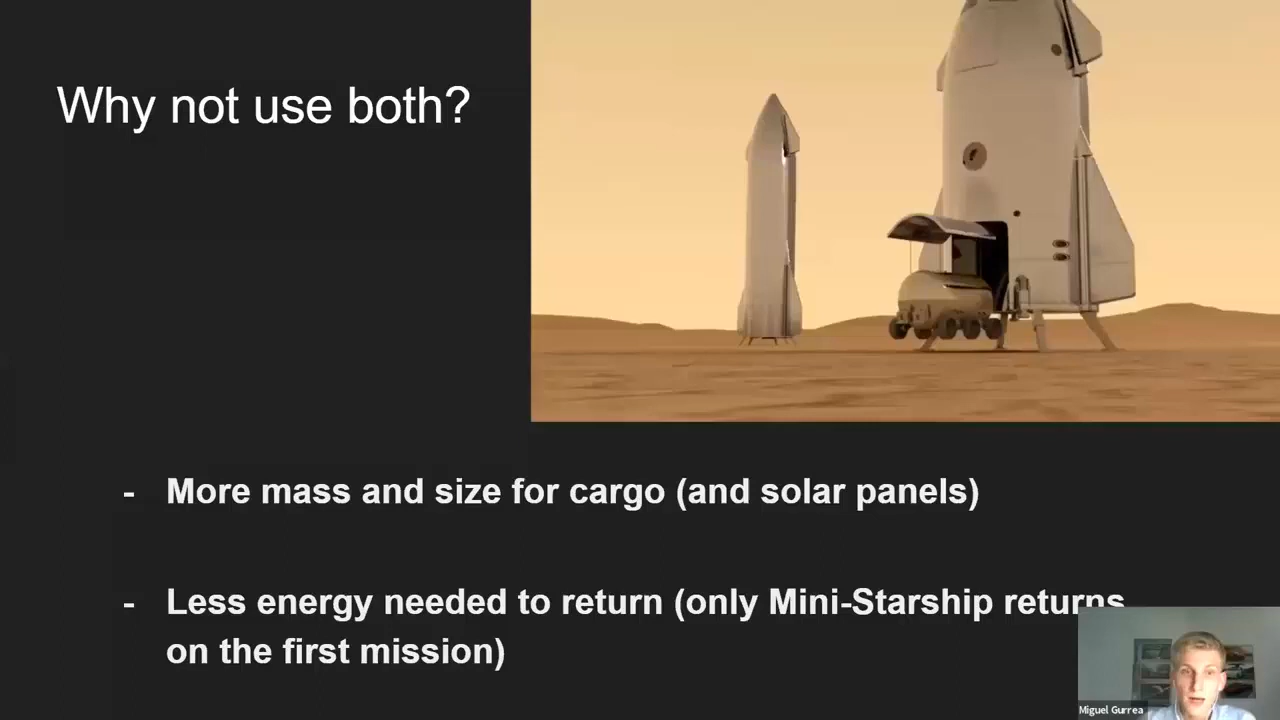 Why not use both?
- More mass and size for cargo (and solar panels)
- Less energy needed to return (only Mini-Starship returns
on the first mission)
Miguel Gurrea